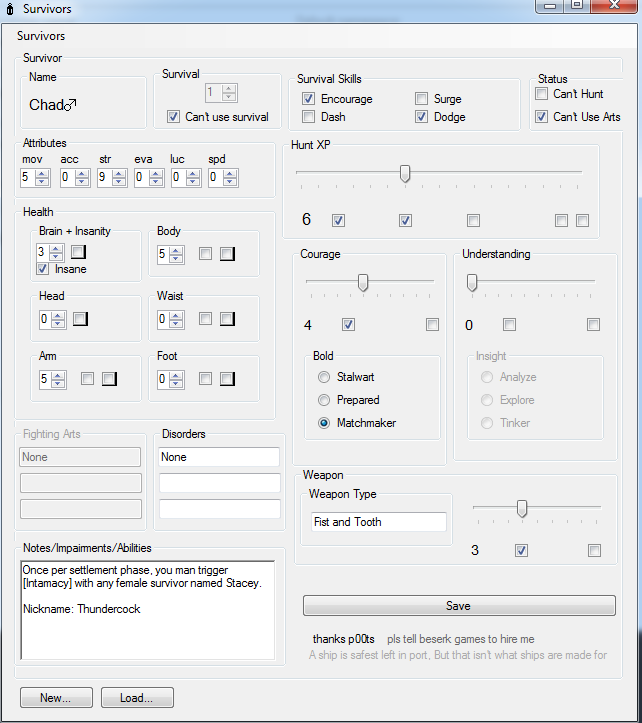 Survivors
Survivors
Survivor
Name
Chad♂
Survival
1
Can't use survival
Survival Skills
Encourage
Surge
Dash
Dodge
Status
Can't Hunt
Can't Use Arts
Attributes
mov acc str eva luc spd
5 0 9 0 0 0
Hunt XP
6
Health
Brain + Insanity
3
Insane
Body
5
Head
0
Waist
0
Arm
5
Foot
0
Courage
4
Bold
Stalwart
Prepared
Matchmaker
Understanding
0
Insight
Analyze
Explore
Tinker
Fighting Arts
None
Disorders
None
Weapon
Weapon Type
Fist and Tooth
3
Notes/Impairments/Abilities
Once per settlement phase, you man trigger
[Intamacy] with any female survivor named Stacey.
Nickname: Thundercock
Save
thanks p00ts pls tell beserk games to hire me
A ship is safest left in port, But that isn't what ships are made for
New... Load...